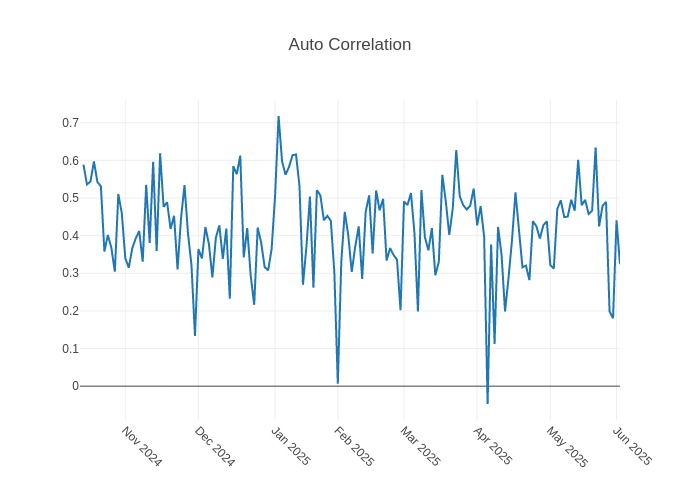 Auto Correlation
0.7
0.6
0.5
0.4
0.3
0.2
0.1
0
Nov 2024
Dec 2024
Jan 2025
Feb 2025
Mar 2025
Apr 2025
May 2025
Jun 2025